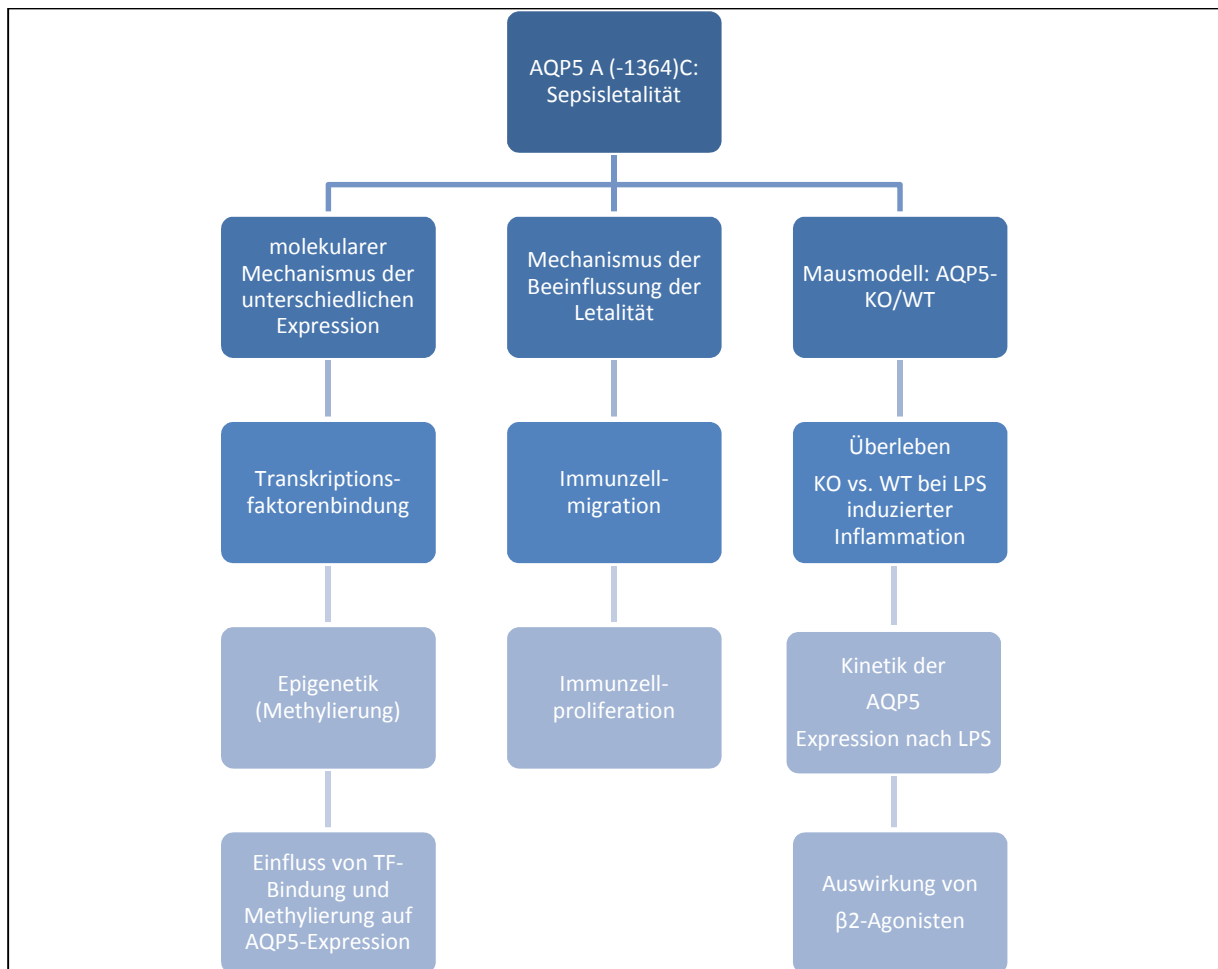 AQP5 A (-1364)C:
Sepsisletalität
molekularer
Mechanismus der
unterschiedlichen
Expression
Mechanismus der
Beeinflussung der
Letalität
Mausmodell: AQP5-
KO/WT
Transkriptions-
faktorenbindung
Immunzell-
migration
Überleben
KO vs. WT bei LPS
induzierter
Inflammation
Epigenetik
(Methylierung)
Immunzell-
proliferation
Kinetik der
AQP5
Expression nach LPS
Einfluss von TF-
Bindung und
Methylierung auf
AQP5-Expression
Auswirkung von
β2-Agonisten